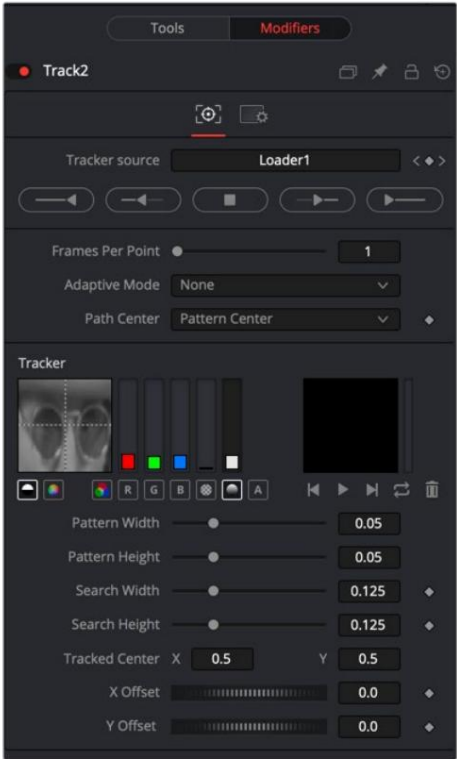 Tools Modifiers
Track2
Tracker source Loader1
Frames Per Point 1
Adaptive Mode None
Path Center Pattern Center
Tracker
R G B A
Pattern Width 0.05
Pattern Height 0.05
Search Width 0.125
Search Height 0.125
Tracked Center X 0.5 Y 0.5
X Offset 0.0
Y Offset 0.0